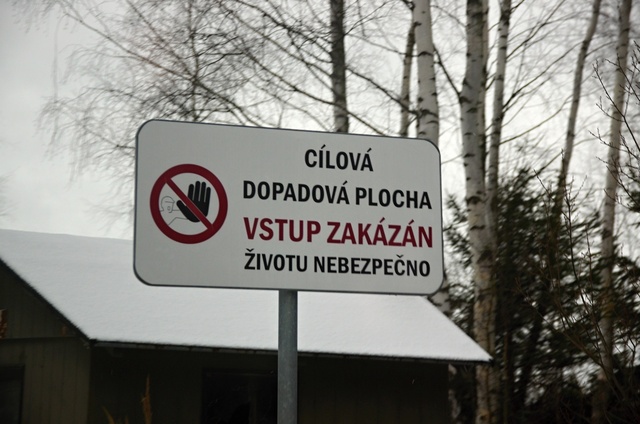 CÍLOVÁ
DOPADOVÁ PLOCHA
VSTUP ZAKÁZÁN
ŽIVOTU NEBEZPEČNO